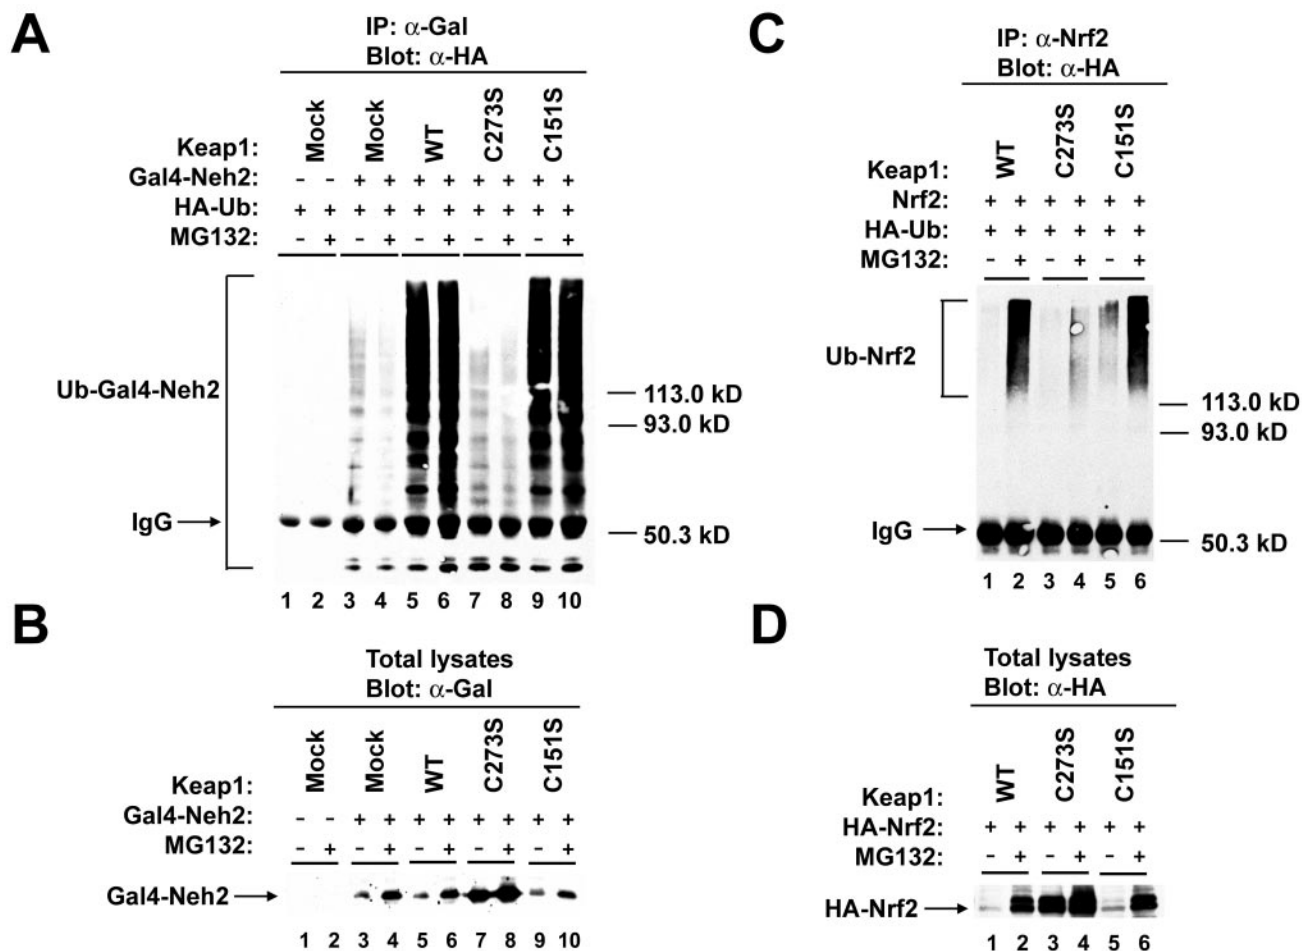 A
IP: α-Gal
Blot: α-HA
Keap1: Mock Mock WT C273S C151S
Gal4-Neh2: – – + + + + + + + +
HA-Ub: + + + + + + + + + +
MG132: – + – + – + – + – +
Ub-Gal4-Neh2
113.0 kD
93.0 kD
IgG
50.3 kD
1 2 3 4 5 6 7 8 9 10
B
Total lysates
Blot: α-Gal
Keap1: Mock Mock WT C273S C151S
Gal4-Neh2: – – + + + + + + + +
MG132: – + – + – + – + – +
Gal4-Neh2
1 2 3 4 5 6 7 8 9 10
C
IP: α-Nrf2
Blot: α-HA
Keap1: WT C273S C151S
Nrf2: + + + + + +
HA-Ub: + + + + + +
MG132: – + – + – +
Ub-Nrf2
113.0 kD
93.0 kD
IgG
50.3 kD
1 2 3 4 5 6
D
Total lysates
Blot: α-HA
Keap1: WT C273S C151S
HA-Nrf2: + + + + + +
MG132: – + – + – +
HA-Nrf2
1 2 3 4 5 6